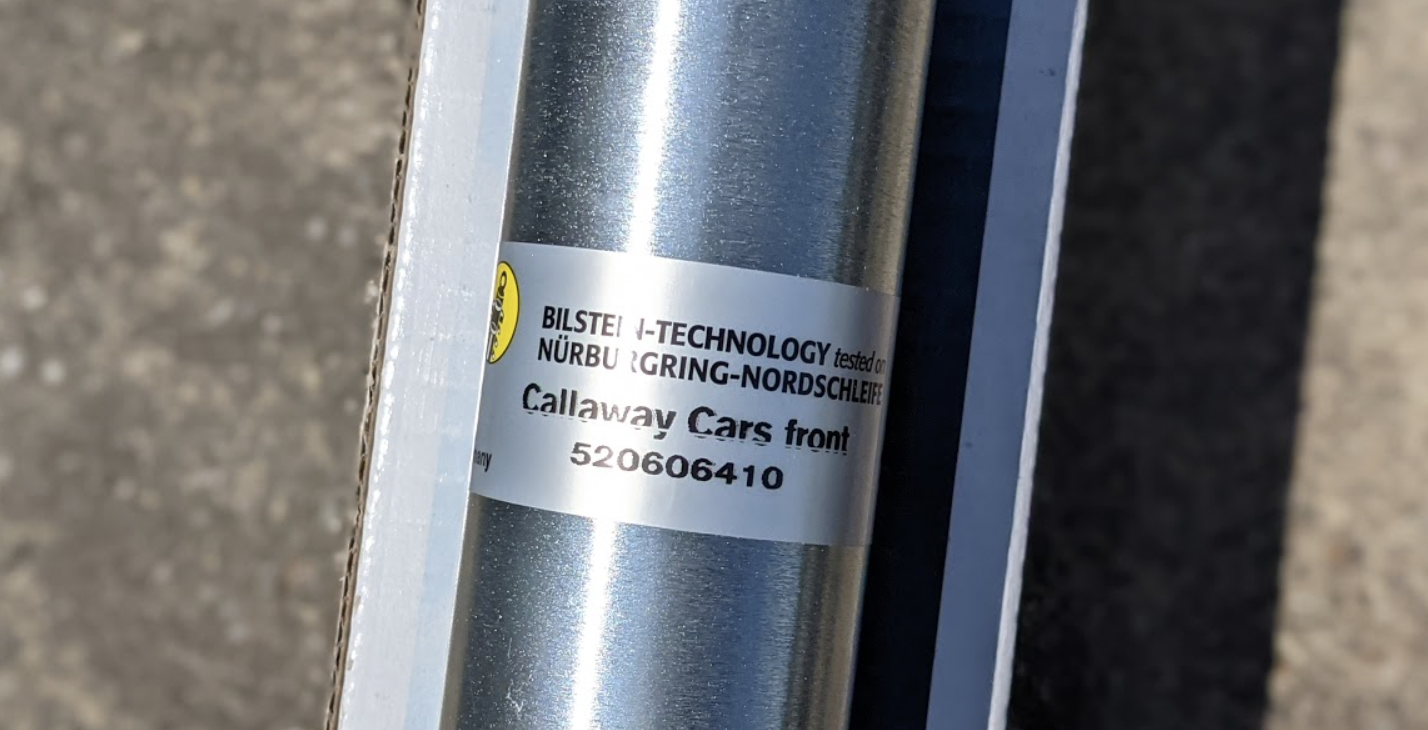 BILSTEIN-TECHNOLOGY tested on
NÜRBURGRING-NORDSCHLEIFE
Callaway Cars front
520606410